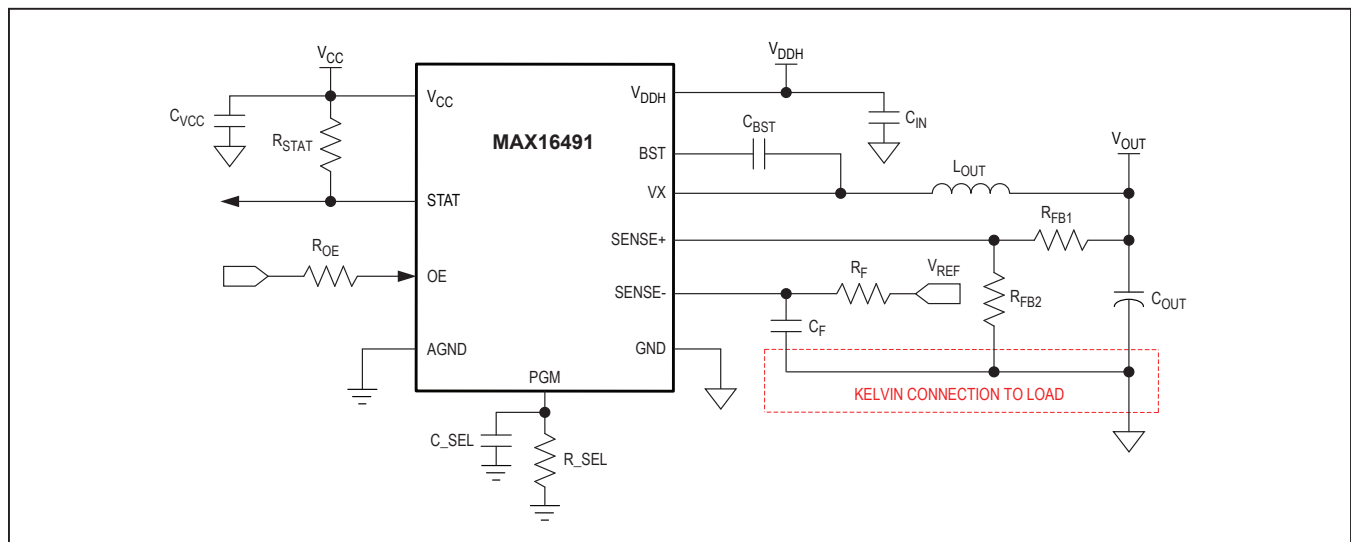 VCC
VDDH
VCC
VDDH
CVCC
CIN
CBST
RSTAT
MAX16491
BST
VOUT
LOUT
STAT
VX
RFB1
ROE
SENSE+
OE
RF
VREF
SENSE-
RFB2
COUT
CF
AGND
GND
PGM
KELVIN CONNECTION TO LOAD
C_SEL
R_SEL